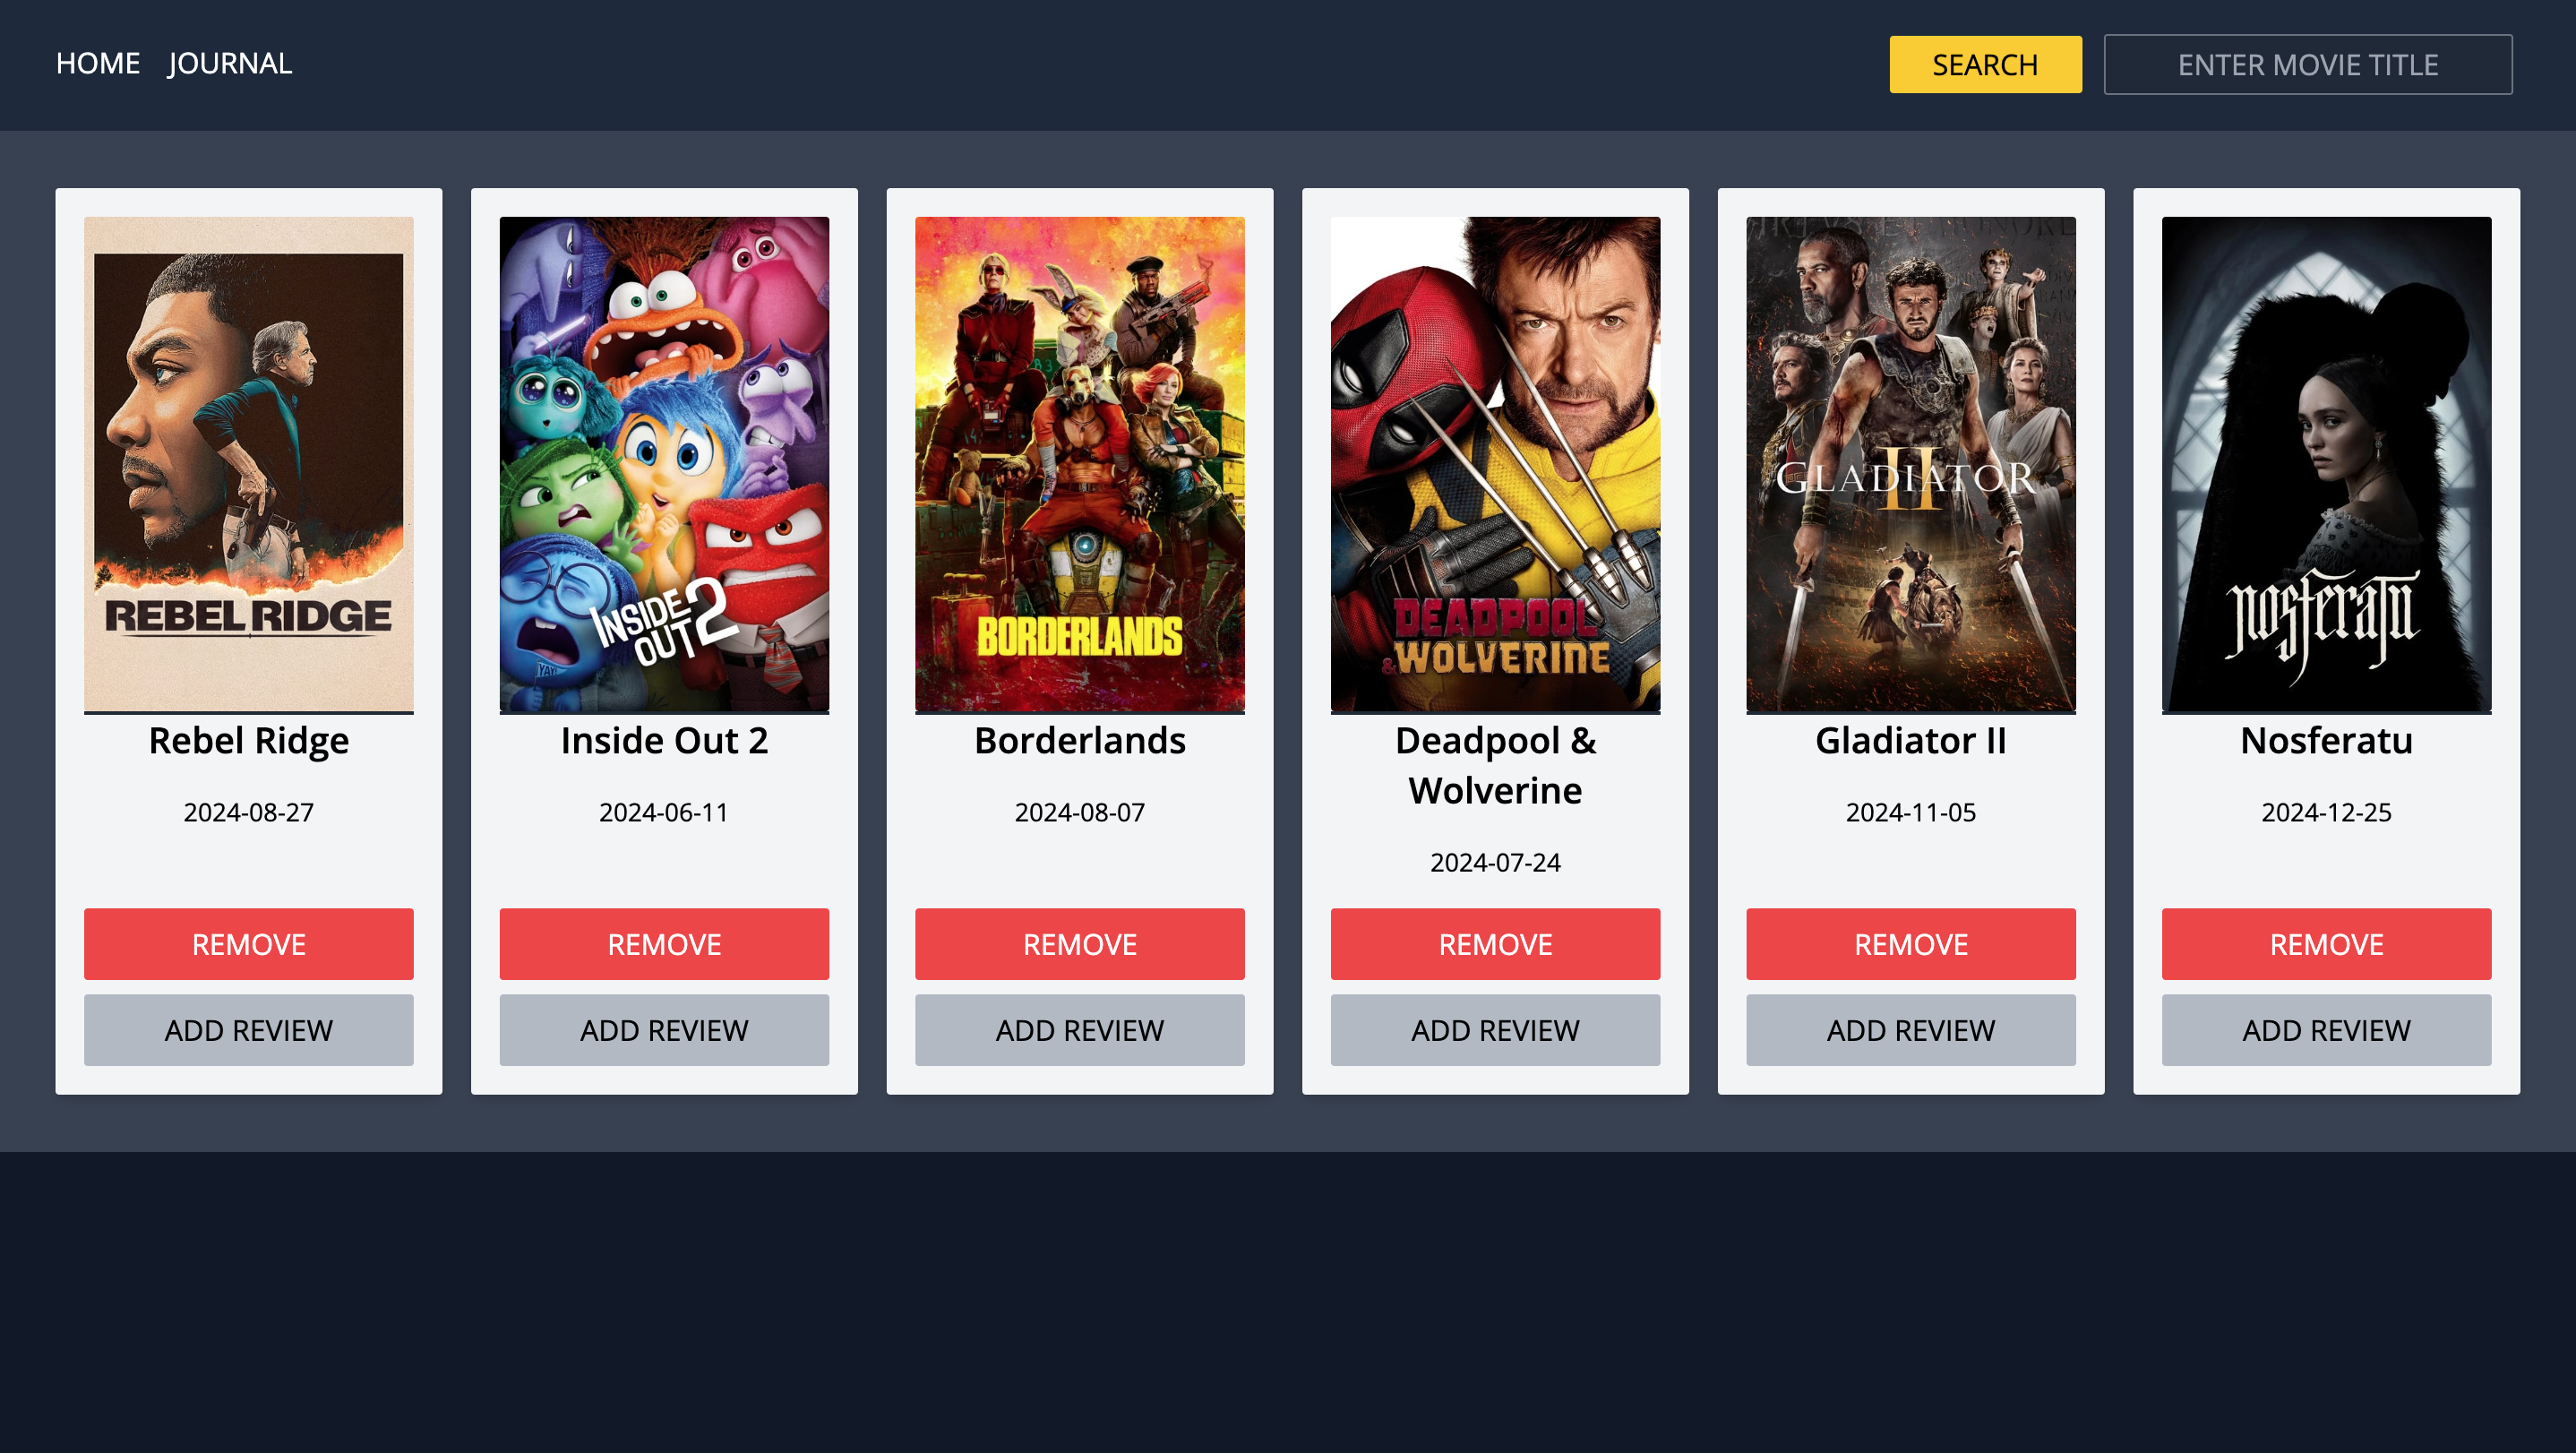 HOME JOURNAL SEARCH ENTER MOVIE TITLE
REBEL RIDGE
YAY!
INSIDE
OUT 2
BORDERLANDS
DEADPOOL
& WOLVERINE
GLADIATOR
II
nosferatu
Rebel Ridge
2024-08-27
REMOVE
ADD REVIEW
Inside Out 2
2024-06-11
REMOVE
ADD REVIEW
Borderlands
2024-08-07
REMOVE
ADD REVIEW
Deadpool &
Wolverine
2024-07-24
REMOVE
ADD REVIEW
Gladiator II
2024-11-05
REMOVE
ADD REVIEW
Nosferatu
2024-12-25
REMOVE
ADD REVIEW